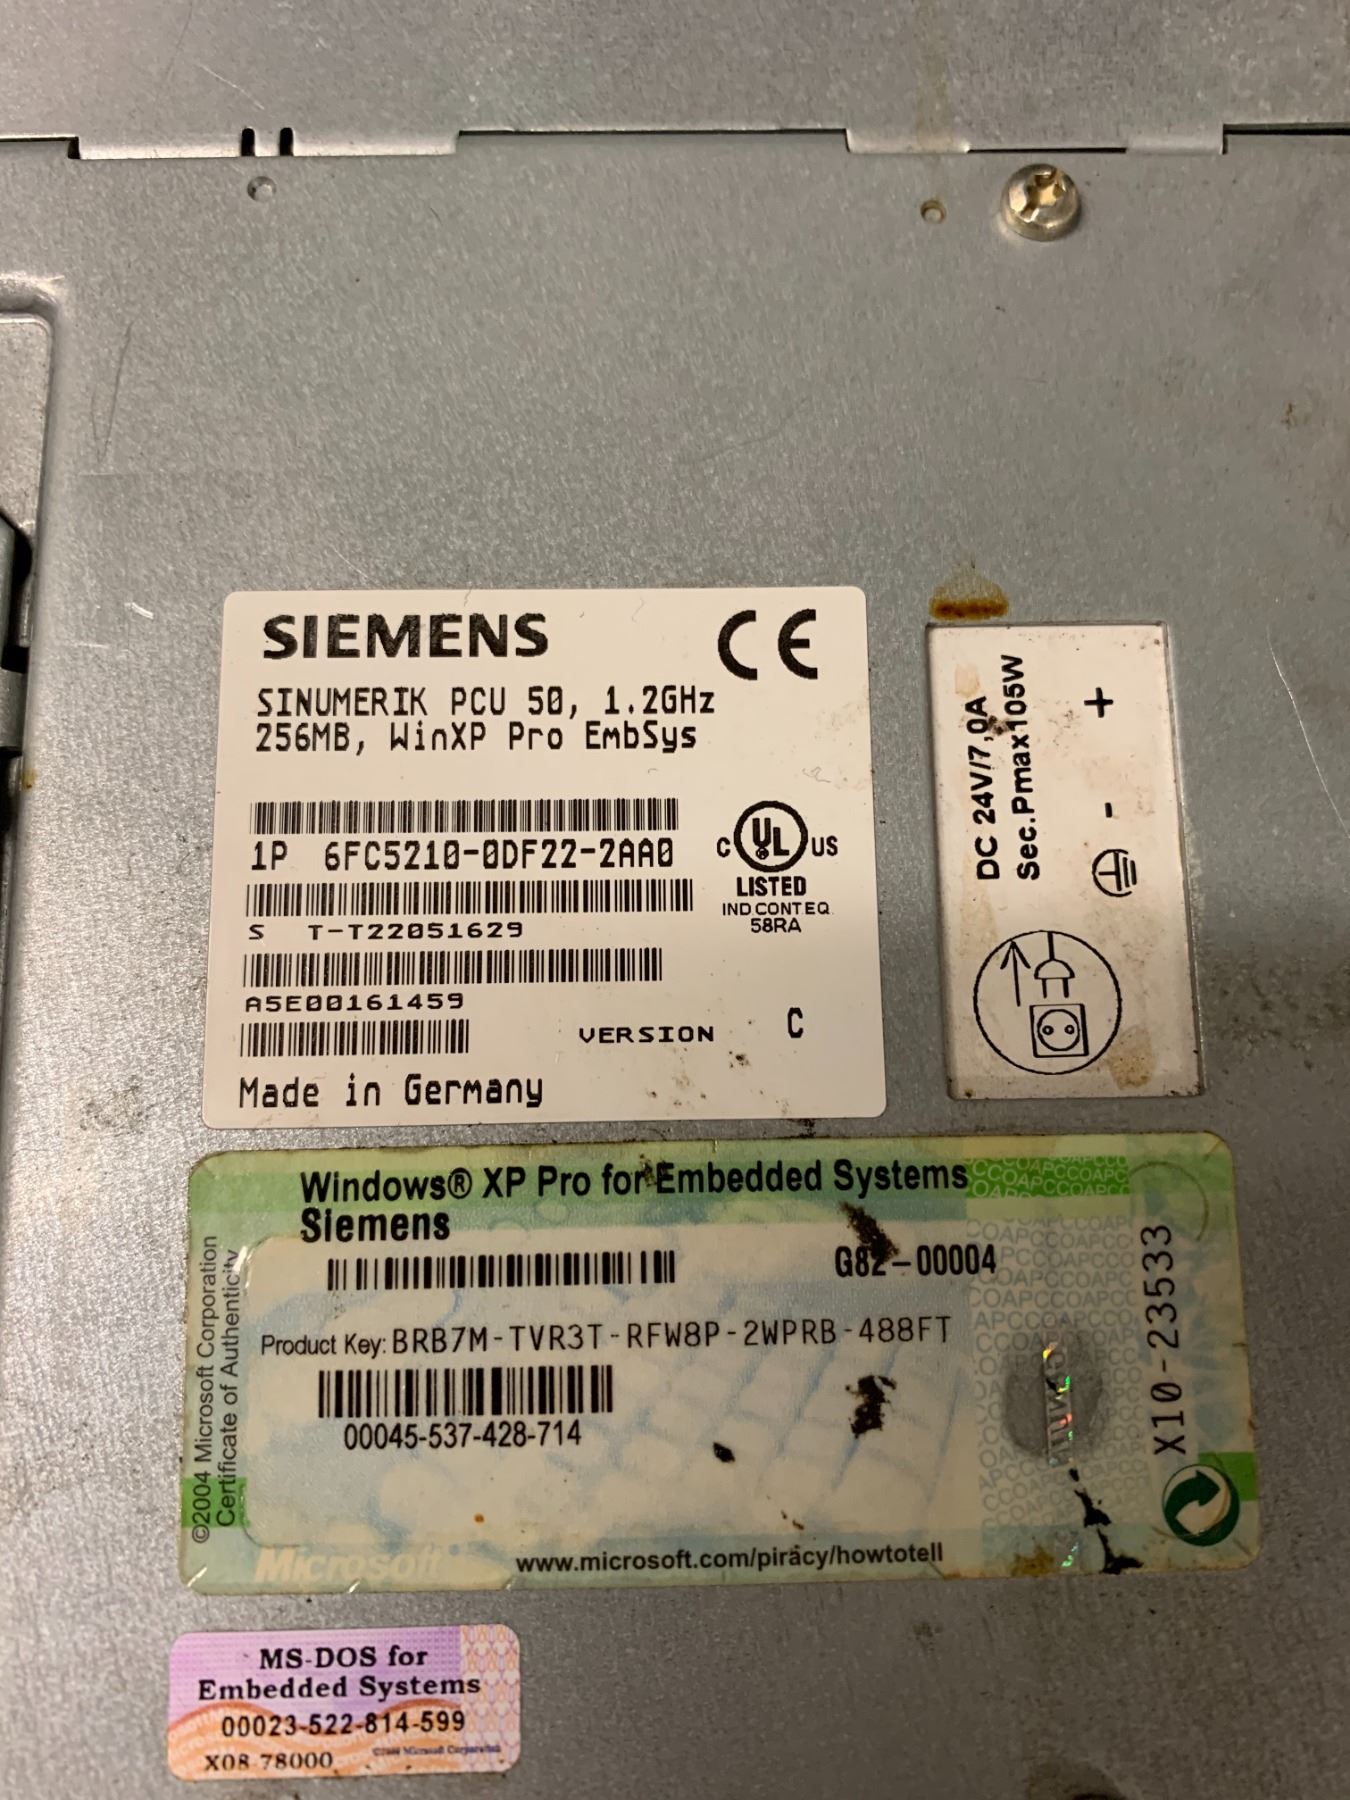 SIEMENS
CE
SINUMERIK PCU 50, 1.2GHz
256MB, WinXP Pro EmbSys
1P 6FC5210-0DF22-2AA0
C UL US
LISTED
IND.CONT.EQ.
58RA
S T-T22051629
A5E00161459
VERSION C
Made in Germany
DC 24V/7,0A
Sec.Pmax105W
+
-
Windows® XP Pro for Embedded Systems
Siemens
G82-00004
Product Key: BRB7M-TVR3T-RFW8P-2WPRB-488FT
00045-537-428-714
©2004 Microsoft Corporation
Certificate of Authenticity
X10-23533
Microsoft
www.microsoft.com/piracy/howtotell
MS-DOS for
Embedded Systems
00023-522-814-599
X08-78000